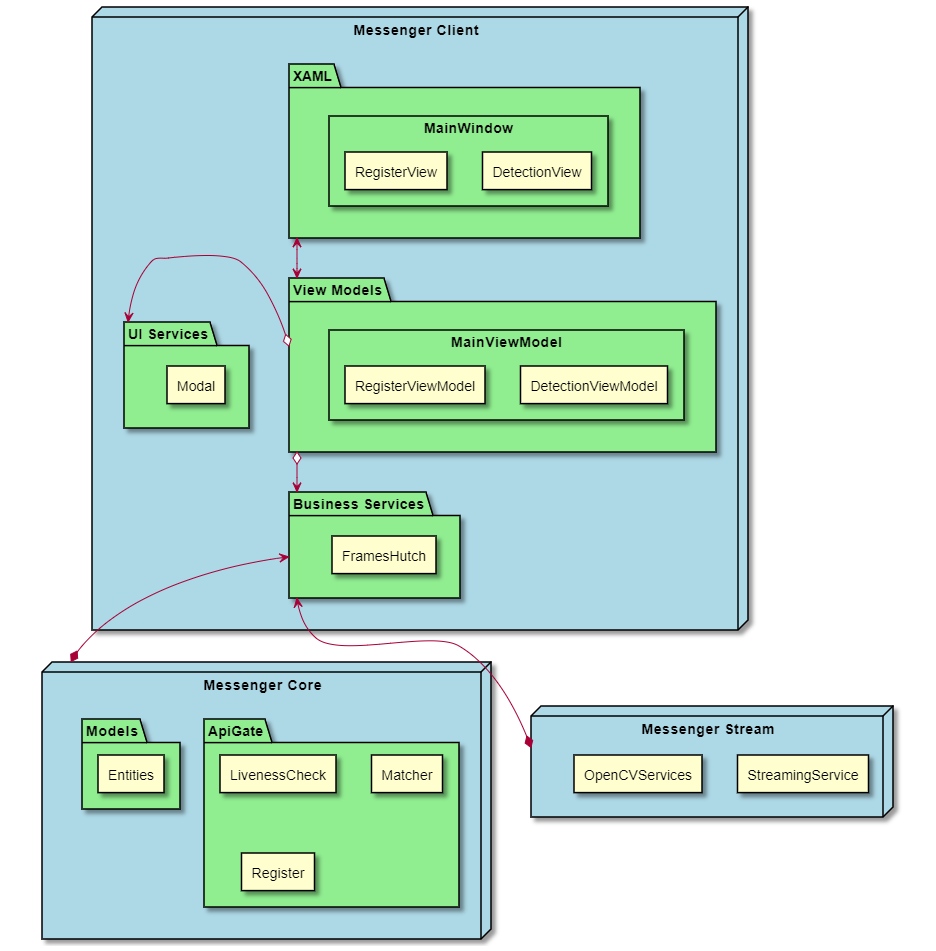 Messenger Client
XAML
MainWindow
RegisterView
DetectionView
View Models
MainViewModel
RegisterViewModel
DetectionViewModel
UI Services
Modal
Business Services
FramesHutch
Messenger Core
Models
Entities
ApiGate
LivenessCheck
Matcher
Register
Messenger Stream
OpenCVServices
StreamingService